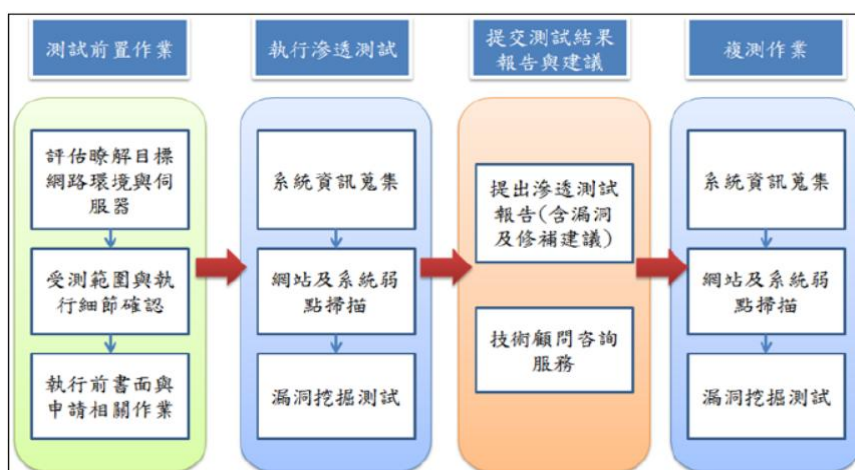 測試前置作業
執行滲透測試
提交測試結果
報告與建議
複測作業
評估瞭解目標
網路環境與伺
服器
受測範圍與執
行細節確認
執行前書面與
申請相關作業
系統資訊蒐集
網站及系統弱
點掃描
漏洞挖掘測試
提出滲透測試
報告(含漏洞
及修補建議)
技術顧問咨詢
服務
系統資訊蒐集
網站及系統弱
點掃描
漏洞挖掘測試